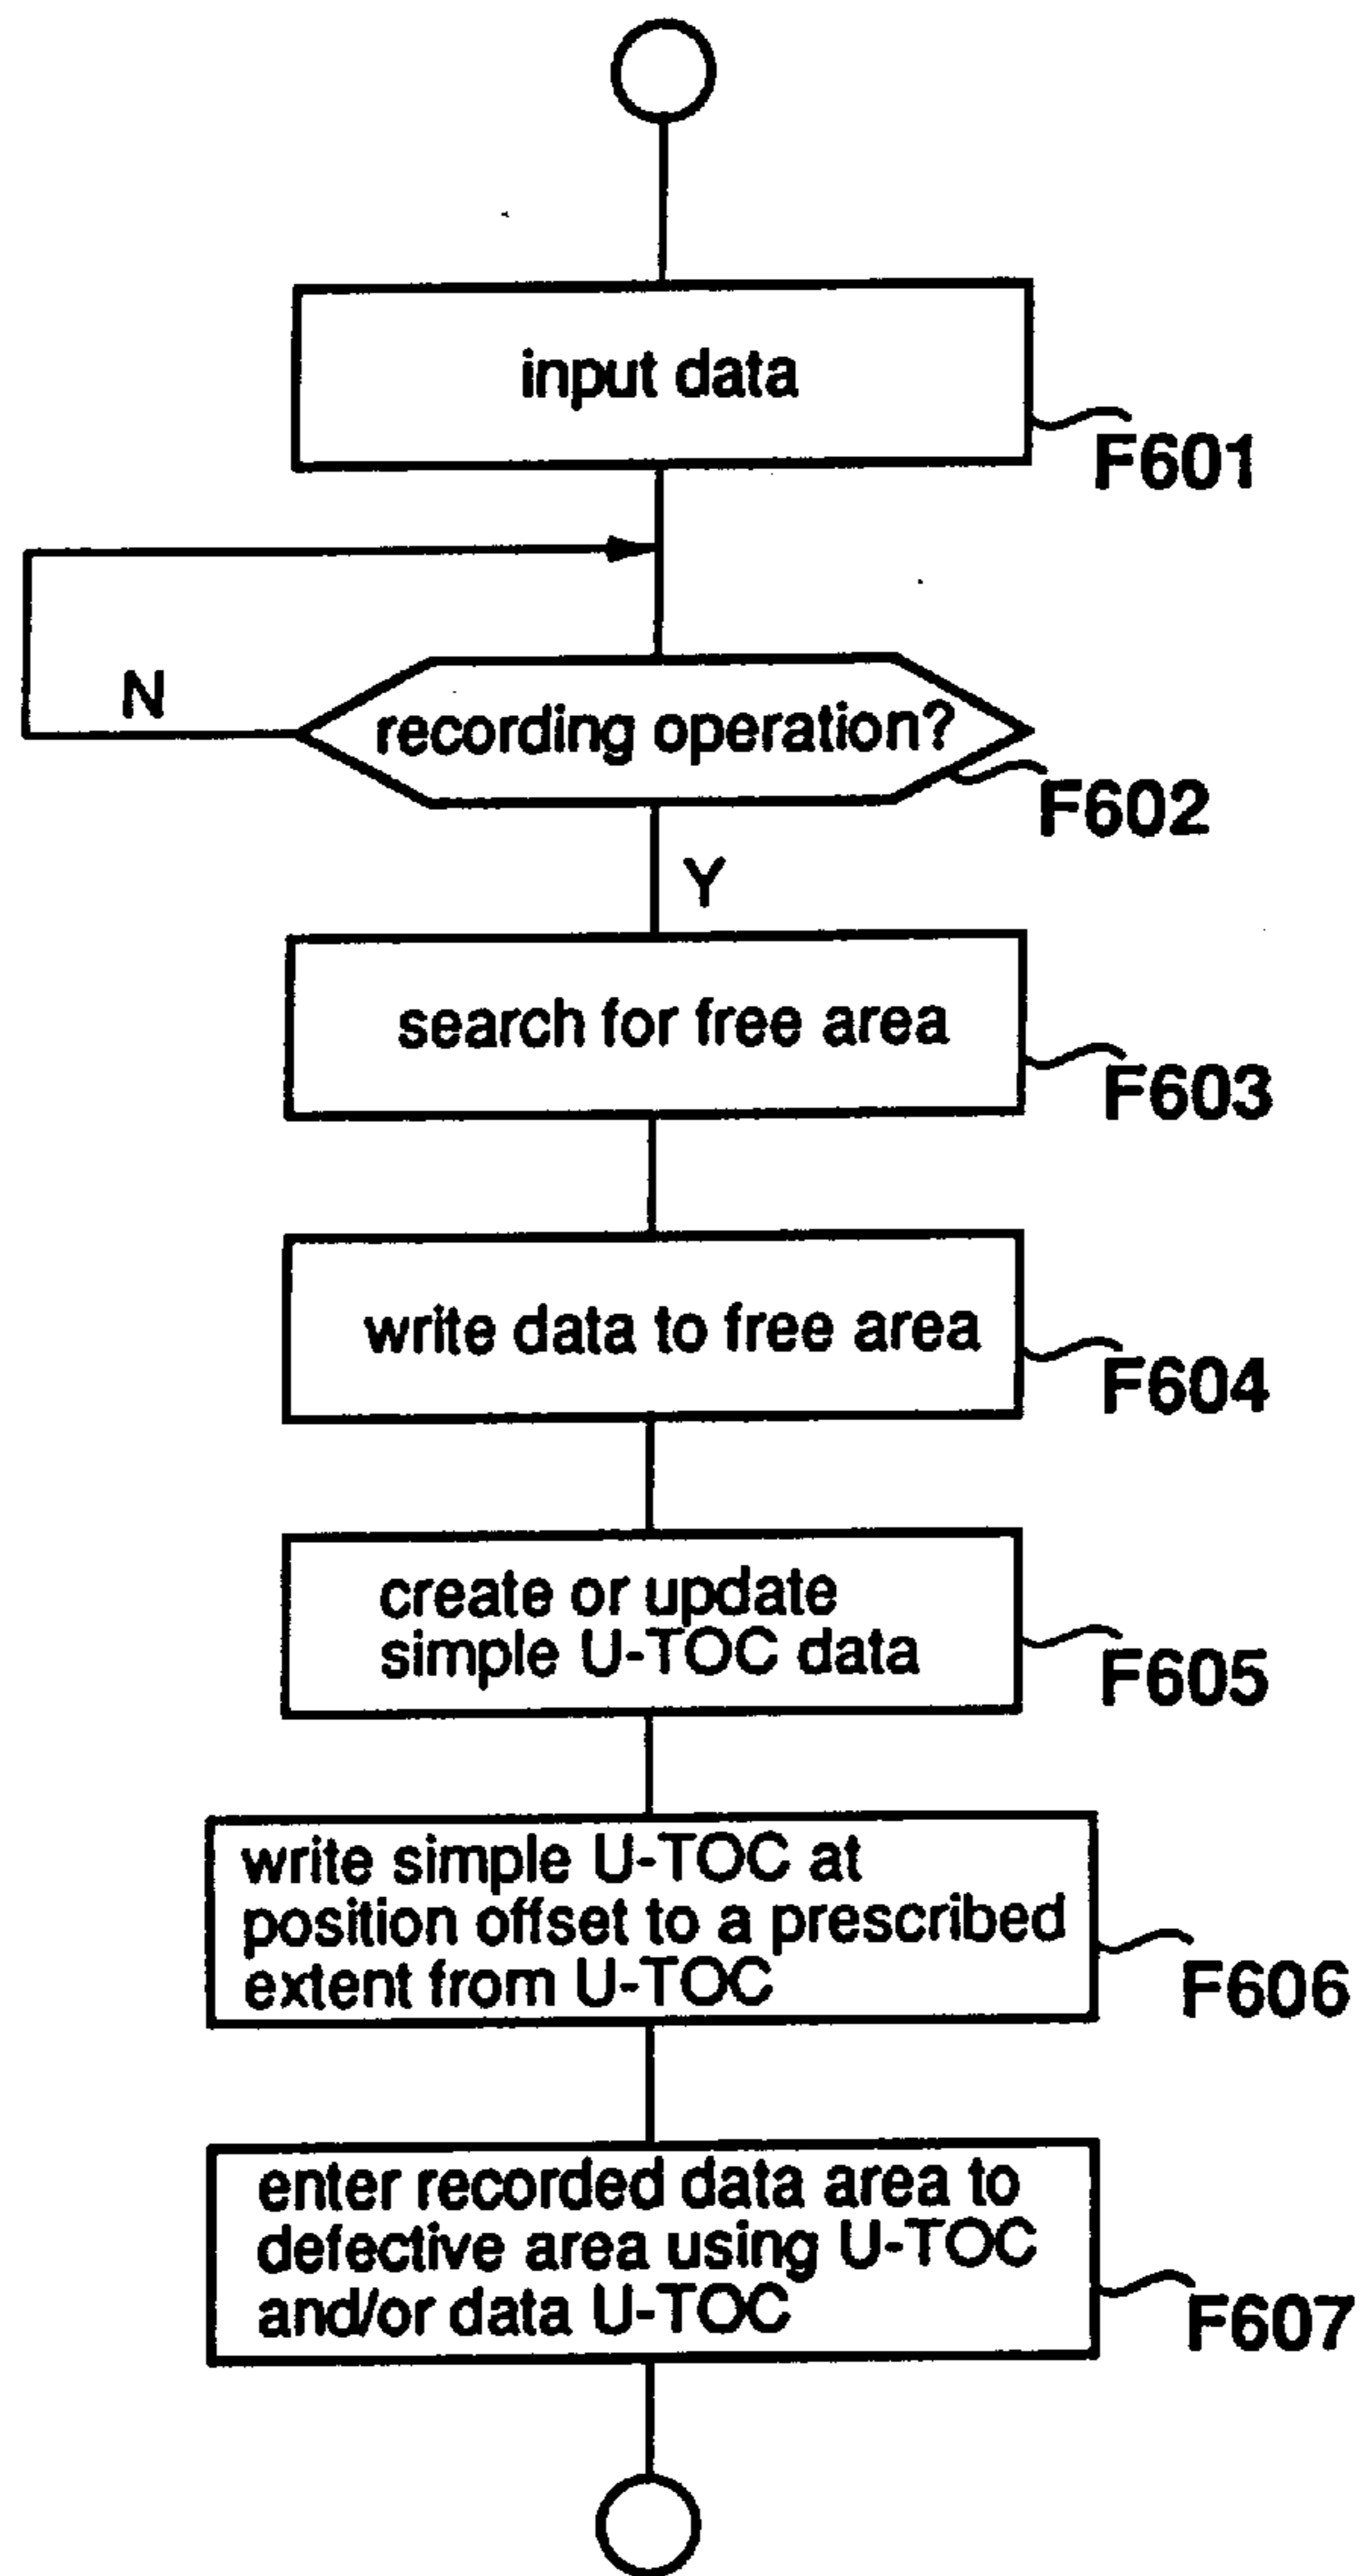 input data
F601
N
recording operation?
F602
Y
search for free area
F603
write data to free area
F604
create or update
simple U-TOC data
F605
write simple U-TOC at
position offset to a prescribed
extent from U-TOC
F606
enter recorded data area to
defective area using U-TOC
and/or data U-TOC
F607